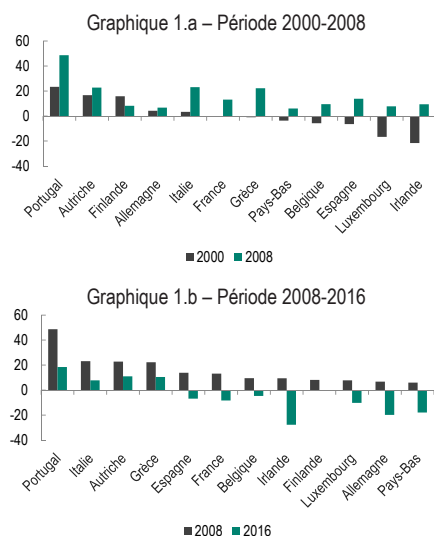 Graphique 1.a – Période 2000-2008
60
40
20
0
-20
-40
Portugal
Autriche
Finlande
Allemagne
Italie
France
Grèce
Pays-Bas
Belgique
Espagne
Luxembourg
Irlande
2000 2008
Graphique 1.b – Période 2008-2016
60
40
20
0
-20
-40
Portugal
Italie
Autriche
Grèce
Espagne
France
Belgique
Irlande
Finlande
Luxembourg
Allemagne
Pays-Bas
2008 2016